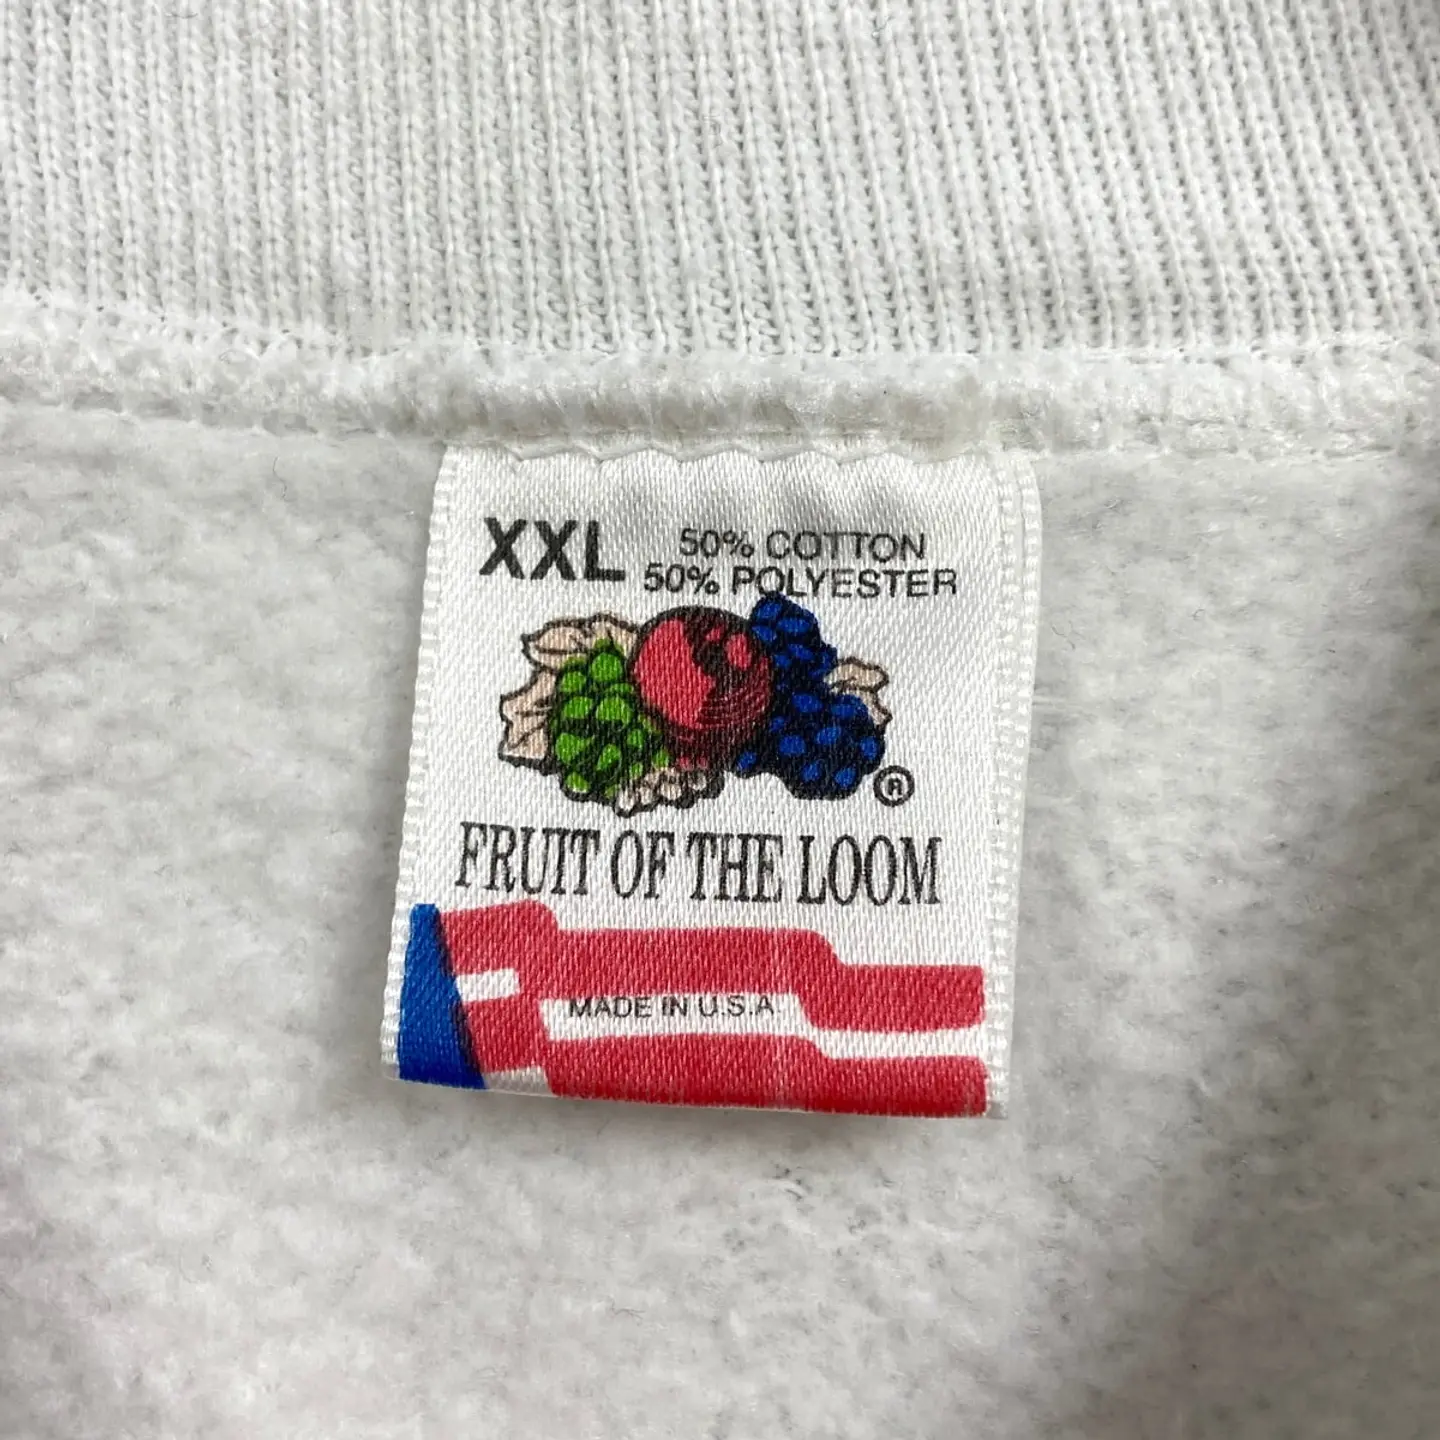 XXL 50% COTTON
50% POLYESTER
®
FRUIT OF THE LOOM
MADE IN U.S.A